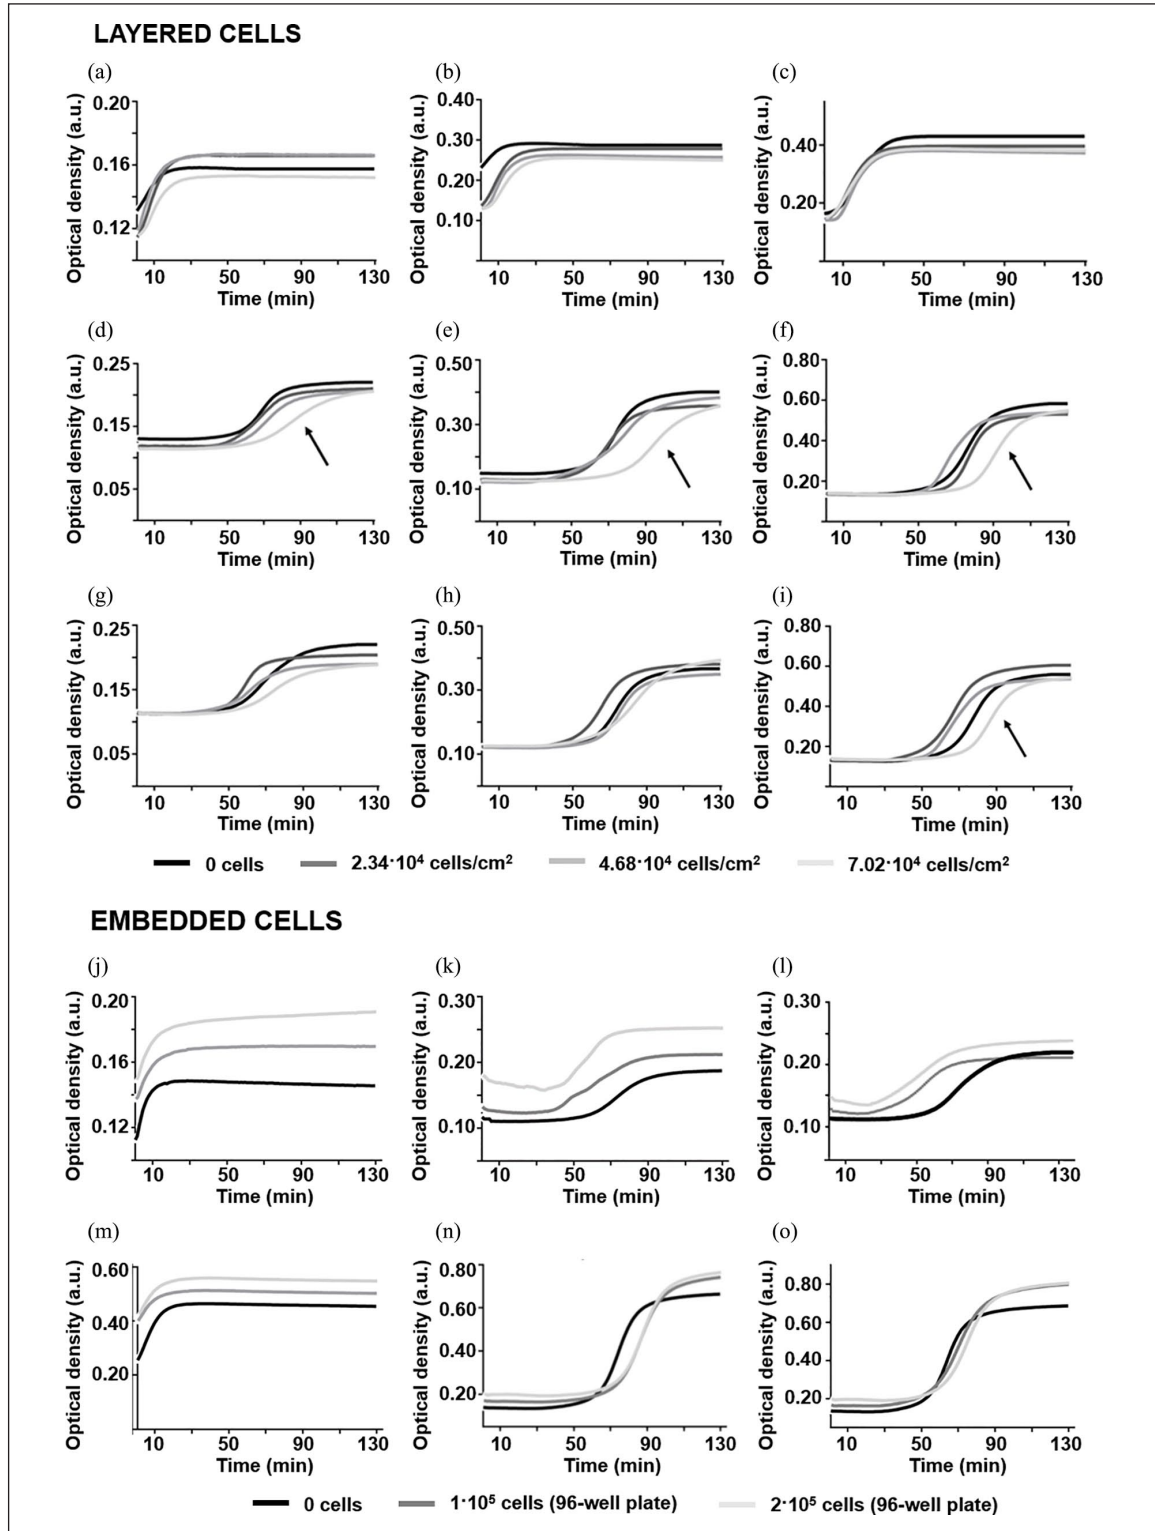 LAYERED CELLS
(a)
(b)
(c)
Optical density (a.u.)
0.20
0.16
0.12
10 50 90 130
Time (min)
Optical density (a.u.)
0.40
0.30
0.20
0.10
10 50 90 130
Time (min)
Optical density (a.u.)
0.40
0.20
10 50 90 130
Time (min)
(d)
(e)
(f)
Optical density (a.u.)
0.25
0.15
0.05
10 50 90 130
Time (min)
Optical density (a.u.)
0.50
0.30
0.10
10 50 90 130
Time (min)
Optical density (a.u.)
0.80
0.40
0.20
10 50 90 130
Time (min)
(g)
(h)
(i)
Optical density (a.u.)
0.25
0.15
0.05
10 50 90 130
Time (min)
Optical density (a.u.)
0.50
0.30
0.10
10 50 90 130
Time (min)
Optical density (a.u.)
0.80
0.60
0.40
0.20
10 50 90 130
Time (min)
0 cells 2.34·10⁴ cells/cm² 4.68·10⁴ cells/cm² 7.02·10⁴ cells/cm²
EMBEDDED CELLS
(j)
(k)
(l)
Optical density (a.u.)
0.20
0.16
0.12
10 50 90 130
Time (min)
Optical density (a.u.)
0.30
0.20
0.10
10 50 90 130
Time (min)
Optical density (a.u.)
0.30
0.20
0.10
10 50 90 130
Time (min)
(m)
(n)
(o)
Optical density (a.u.)
0.60
0.40
0.20
10 50 90 130
Time (min)
Optical density (a.u.)
0.80
0.60
0.40
0.20
10 50 90 130
Time (min)
Optical density (a.u.)
0.80
0.60
0.40
0.20
10 50 90 130
Time (min)
0 cells 1·10⁵ cells (96-well plate) 2·10⁵ cells (96-well plate)